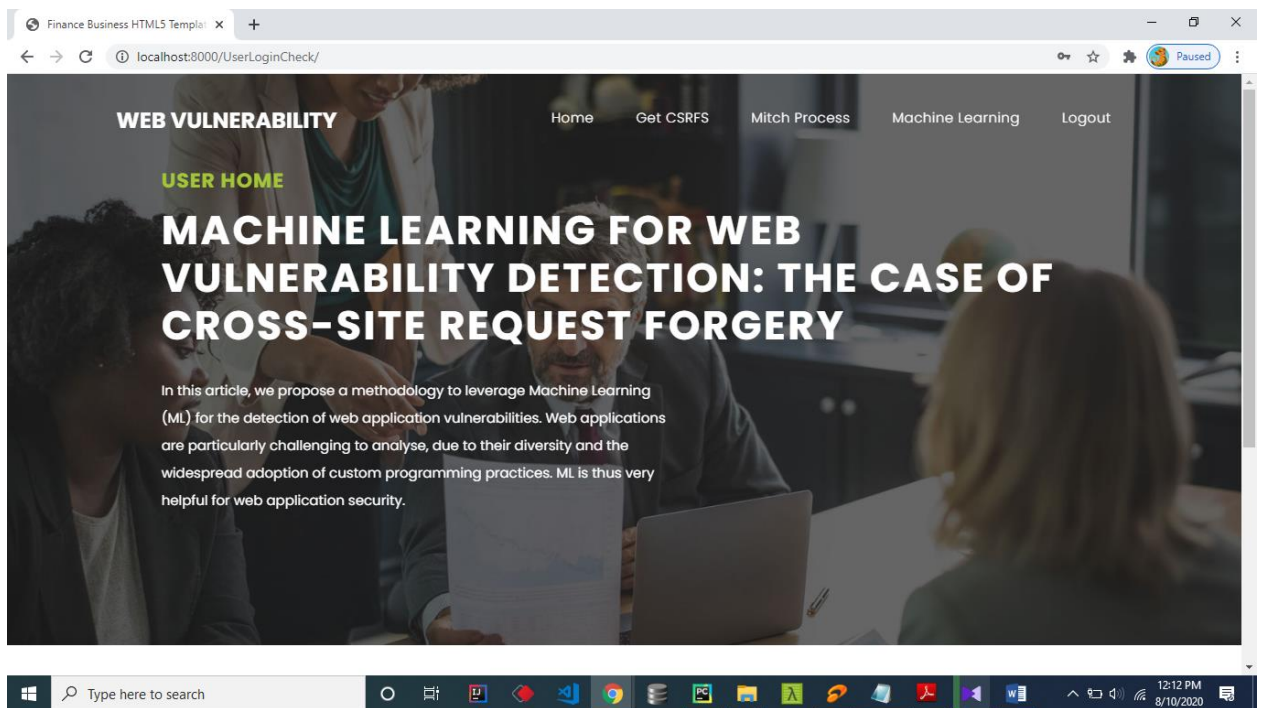 Finance Business HTML5 Templa
localhost:8000/UserLoginCheck/
Paused
WEB VULNERABILITY
Home Get CSRFS Mitch Process Machine Learning Logout
USER HOME
MACHINE LEARNING FOR WEB
VULNERABILITY DETECTION: THE CASE OF
CROSS-SITE REQUEST FORGERY
In this article, we propose a methodology to leverage Machine Learning
(ML) for the detection of web application vulnerabilities. Web applications
are particularly challenging to analyse, due to their diversity and the
widespread adoption of custom programming practices. ML is thus very
helpful for web application security.
Type here to search
12:12 PM
8/10/2020